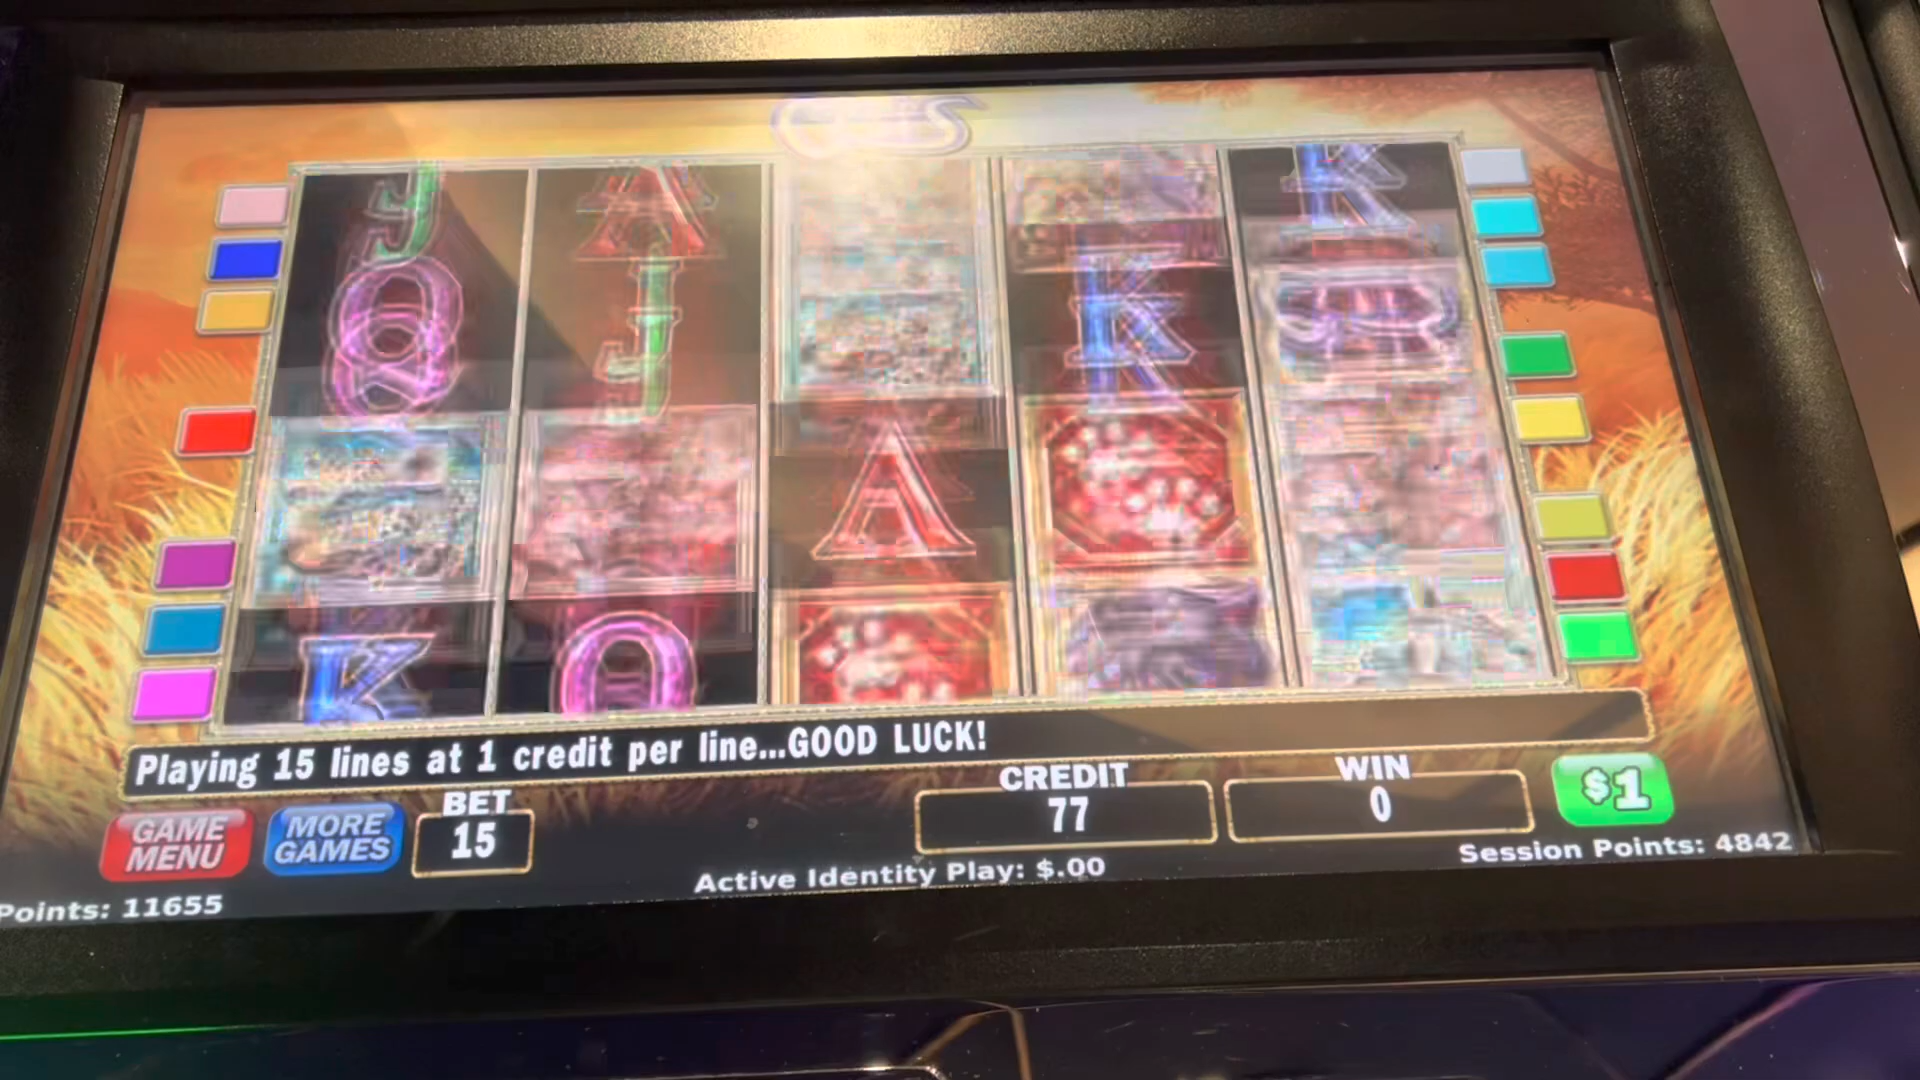 J A K
Q J K
A
K Q
Playing 15 lines at 1 credit per line...GOOD LUCK!
GAME MENU
MORE GAMES
BET
15
CREDIT
77
WIN
0
$1
Points: 11655
Active Identity Play: $.00
Session Points: 4842